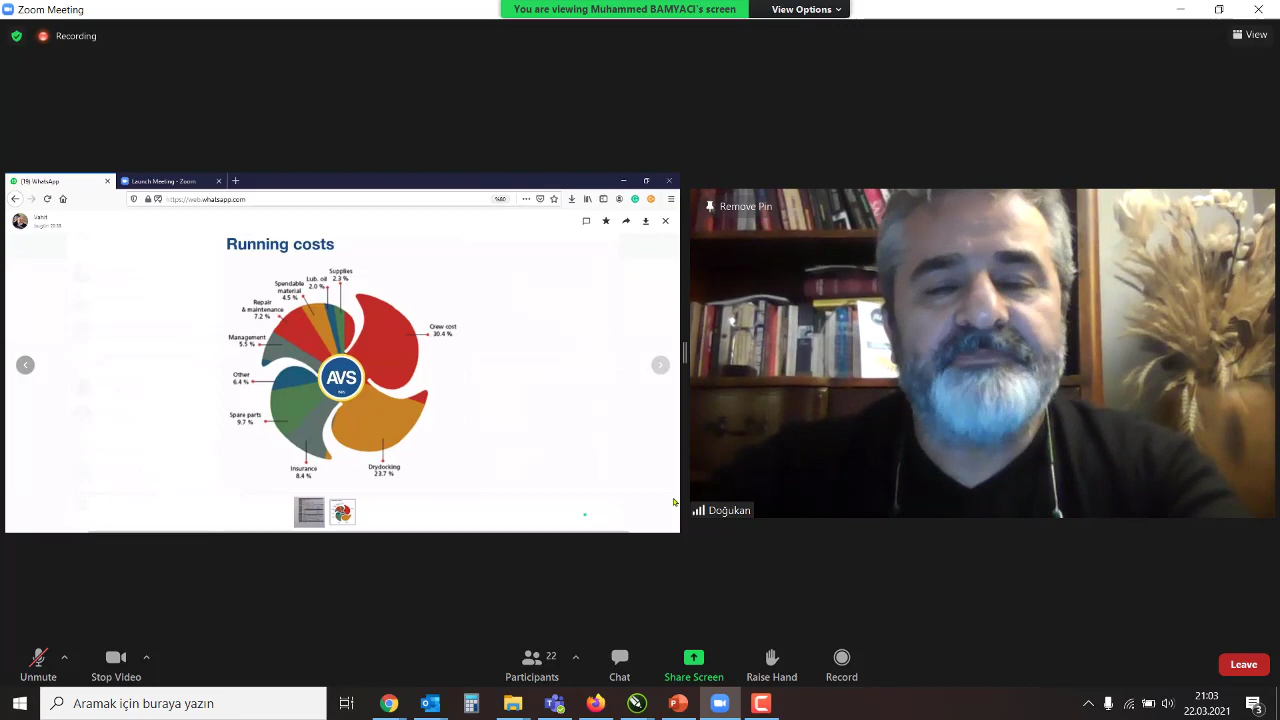 Zoom Meeting
You are viewing Muhammed BAMYACI's screen
View Options
Recording
View
(19) WhatsApp
Launch Meeting - Zoom
https://web.whatsapp.com
%80
Vahit
Running costs
Supplies
2.3 %
Lub. oil
2.0 %
Spendable
material
4.5 %
Repair
& maintenance
7.2 %
Management
5.5 %
Other
6.4 %
Spare parts
9.7 %
Insurance
8.4 %
Drydocking
23.7 %
Crew cost
30.4 %
AVS
Remove Pin
Doğukan
Unmute
Stop Video
22
Participants
Chat
Share Screen
Raise Hand
Record
Leave
Aramak için buraya yazın
21:03
22.03.2021
3